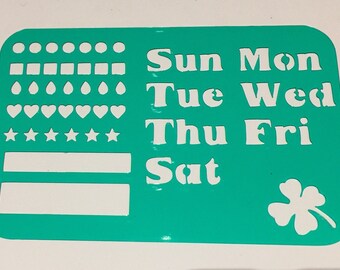 Sun Mon
Tue Wed
Thu Fri
Sat